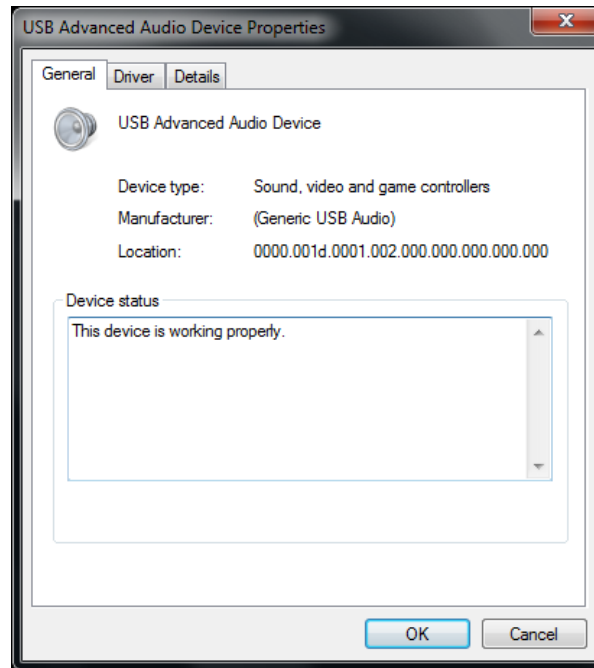 USB Advanced Audio Device Properties
General Driver Details
USB Advanced Audio Device
Device type: Sound, video and game controllers
Manufacturer: (Generic USB Audio)
Location: 0000.001d.0001.002.000.000.000.000.000
Device status
This device is working properly.
OK Cancel